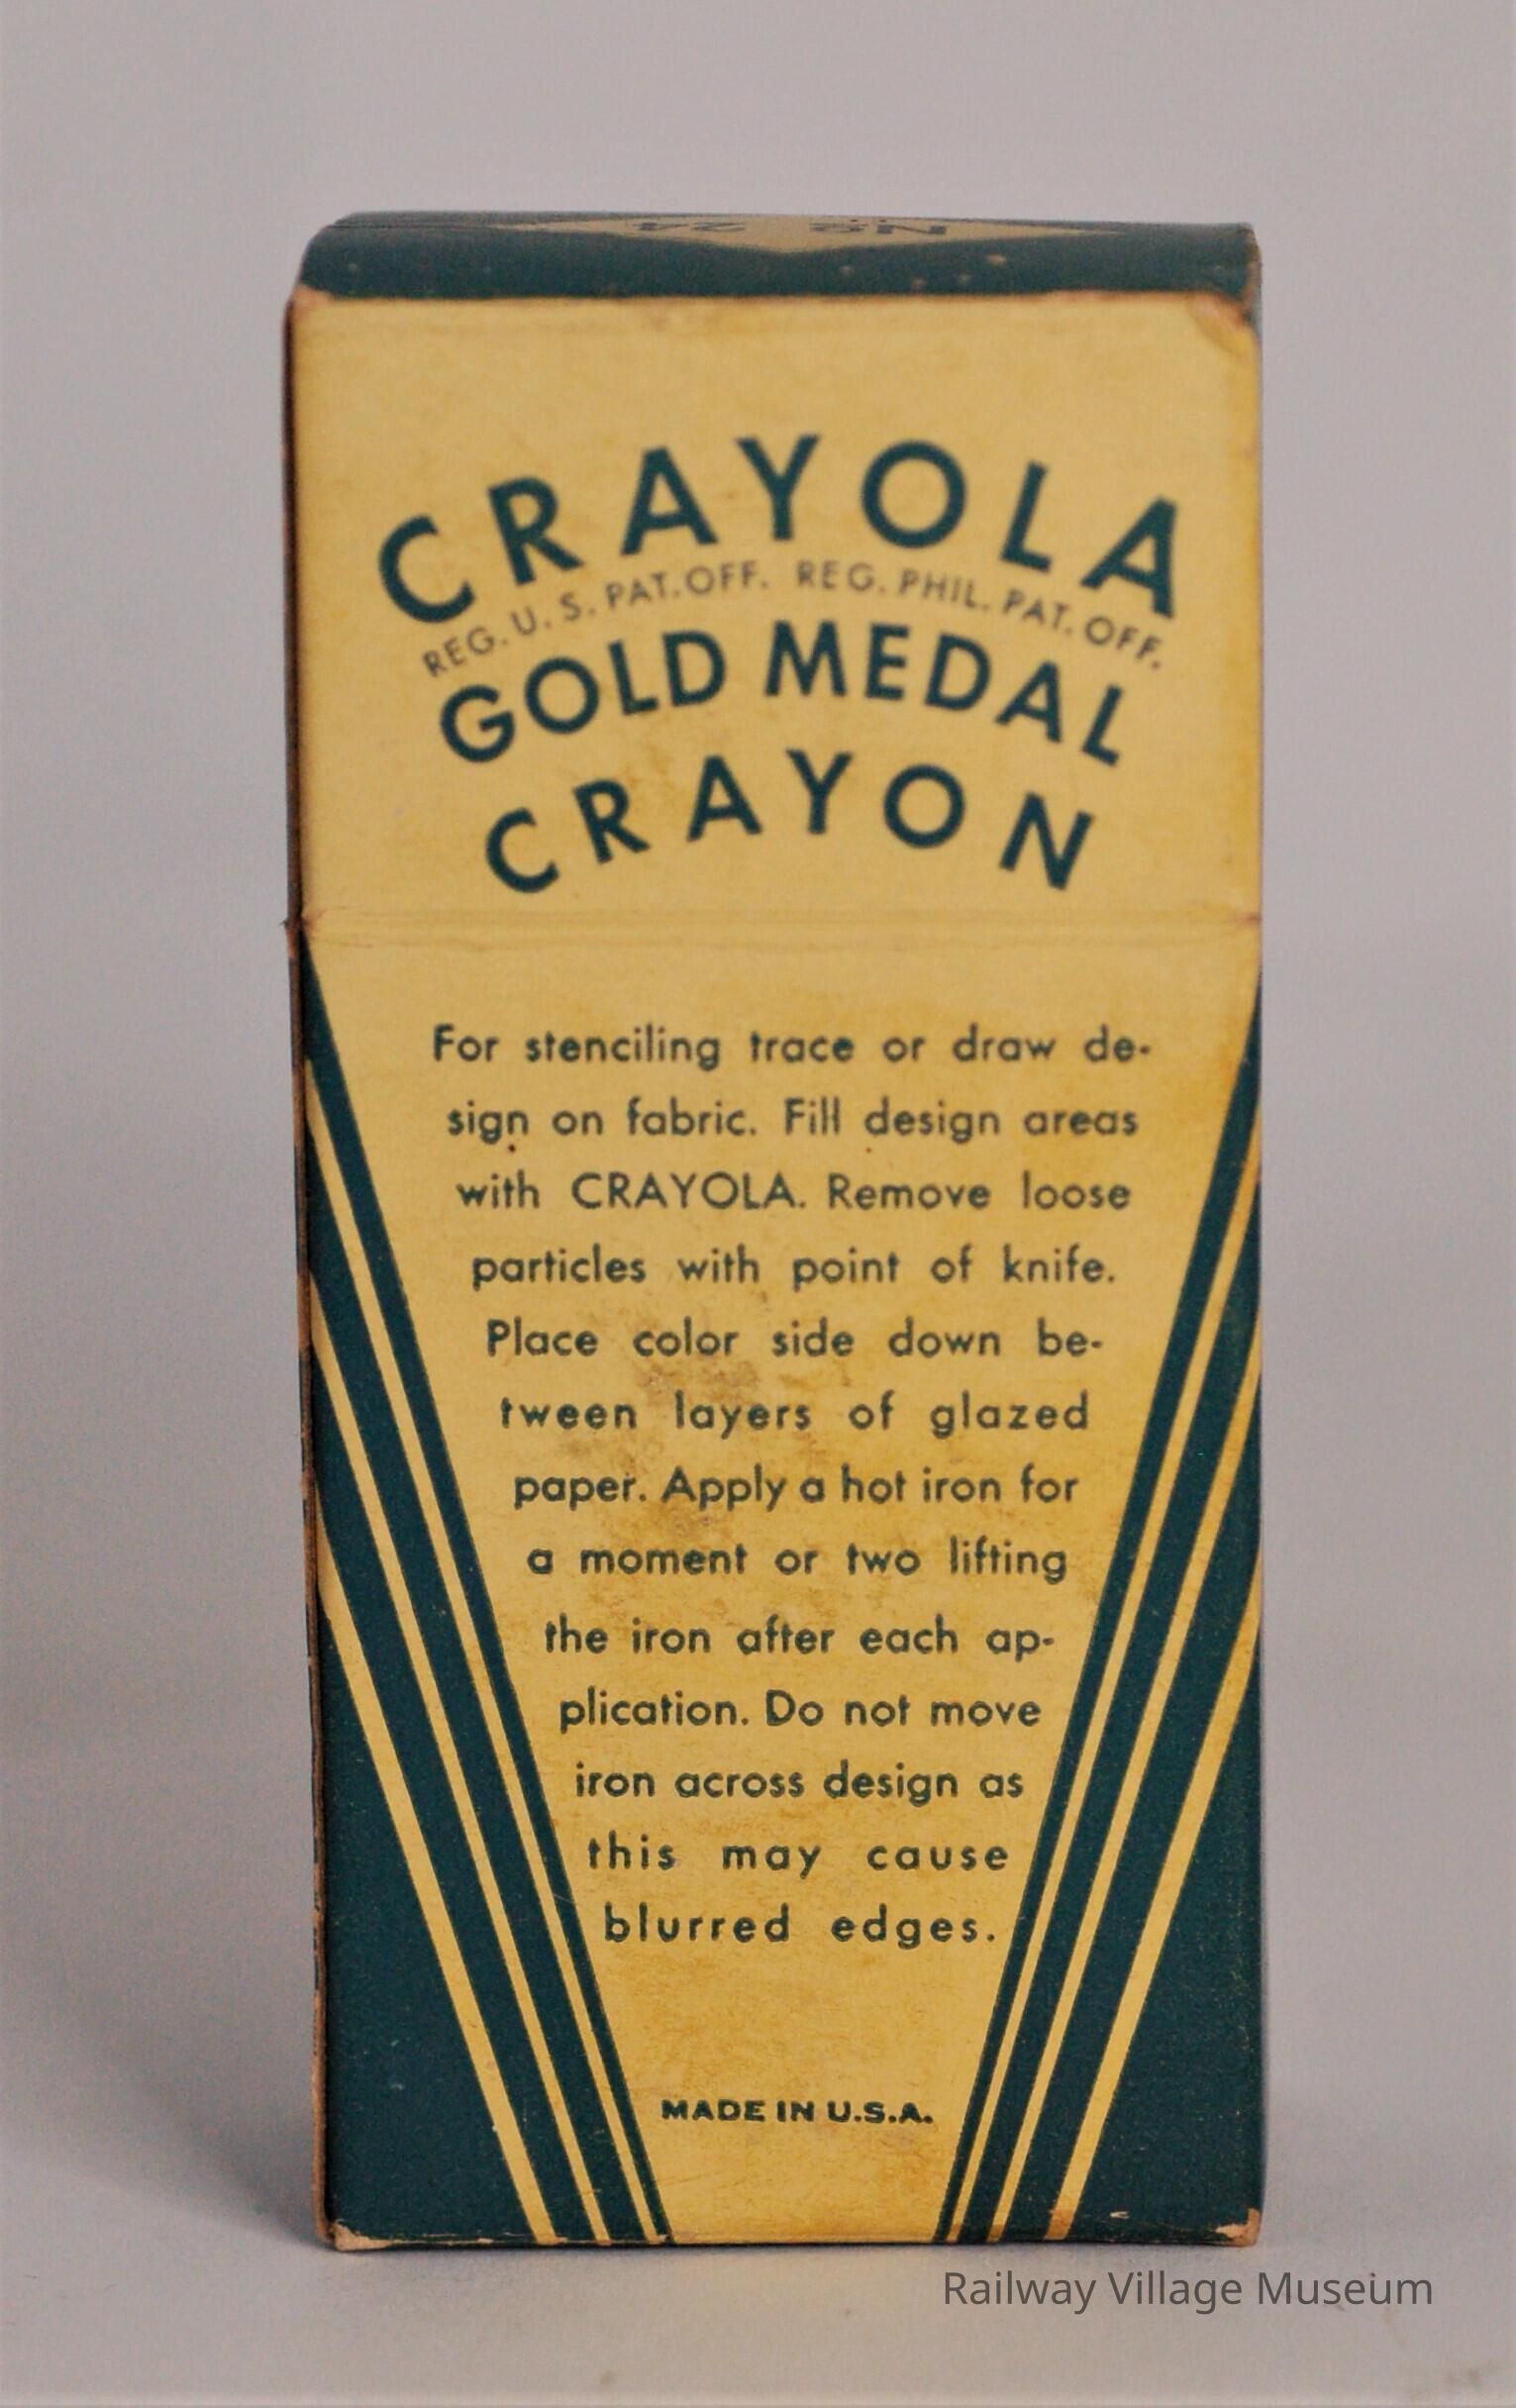 CRAYOLA
REG. U. S. PAT. OFF. REG. PHIL. PAT. OFF.
GOLD MEDAL
CRAYON
For stenciling trace or draw de-
sign on fabric. Fill design areas
with CRAYOLA. Remove loose
particles with point of knife.
Place color side down be-
tween layers of glazed
paper. Apply a hot iron for
a moment or two lifting
the iron after each ap-
plication. Do not move
iron across design as
this may cause
blurred edges.
MADE IN U.S.A.
Railway Village Museum